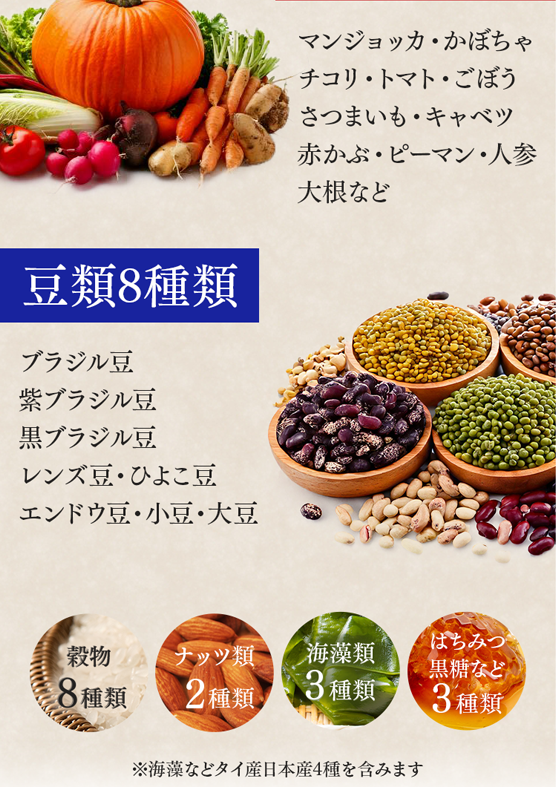 マンジョッカ・かぼちゃ
チコリ・トマト・ごぼう
さつまいも・キャベツ
赤かぶ・ピーマン・人参
大根など
豆類8種類
ブラジル豆
紫ブラジル豆
黒ブラジル豆
レンズ豆・ひよこ豆
エンドウ豆・小豆・大豆
穀物
8種類
ナッツ類
2種類
海藻類
3種類
はちみつ
黒糖など
3種類
※海藻などタイ産日本産4種を含みます